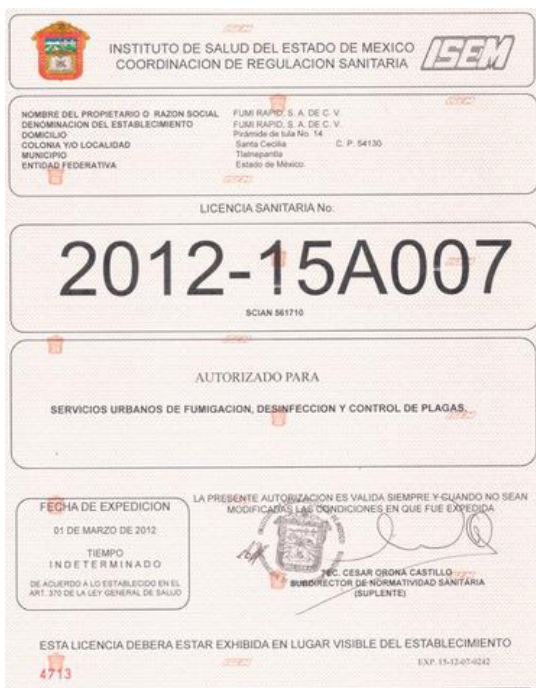 INSTITUTO DE SALUD DEL ESTADO DE MEXICO
COORDINACION DE REGULACION SANITARIA
ISEM
NOMBRE DEL PROPIETARIO O RAZON SOCIAL FUMI RAPID, S. A. DE C. V.
DENOMINACION DEL ESTABLECIMIENTO FUMI RAPID, S. A. DE C. V.
DOMICILIO Pirámide de tula No. 14
COLONIA Y/O LOCALIDAD Santa Cecilia C. P. 54130
MUNICIPIO Tlalnepantla
ENTIDAD FEDERATIVA Estado de México
LICENCIA SANITARIA No:
2012-15A007
SCIAN 561710
AUTORIZADO PARA
SERVICIOS URBANOS DE FUMIGACION, DESINFECCION Y CONTROL DE PLAGAS.
LA PRESENTE AUTORIZACION ES VALIDA SIEMPRE Y CUANDO NO SEAN
MODIFICADAS LAS CONDICIONES EN QUE FUE EXPEDIDA
FECHA DE EXPEDICION
01 DE MARZO DE 2012
TIEMPO
INDETERMINADO
DE ACUERDO A LO ESTABLECIDO EN EL
ART. 370 DE LA LEY GENERAL DE SALUD
TEC. CESAR ORONA CASTILLO
SUBDIRECTOR DE NORMATIVIDAD SANITARIA
(SUPLENTE)
ESTA LICENCIA DEBERA ESTAR EXHIBIDA EN LUGAR VISIBLE DEL ESTABLECIMIENTO
4713
EXP. 15-12-07-0242